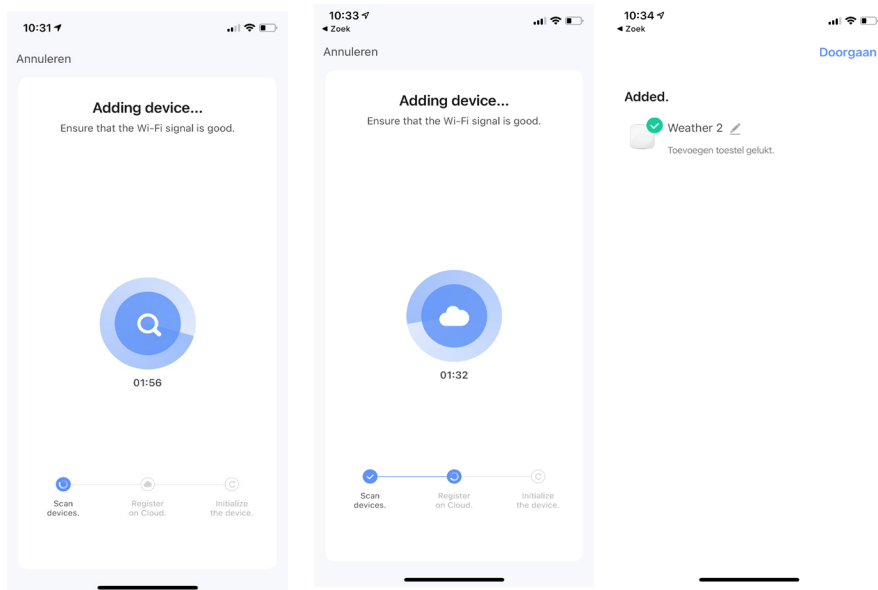 10:31
Annuleren
Adding device...
Ensure that the Wi-Fi signal is good.
01:56
Scan
devices.
Register
on Cloud.
Initialize
the device.
10:33
◄ Zoek
Annuleren
Adding device...
Ensure that the Wi-Fi signal is good.
01:32
Scan
devices.
Register
on Cloud.
Initialize
the device.
10:34
◄ Zoek
Doorgaan
Added.
Weather 2
Toevoegen toestel gelukt.